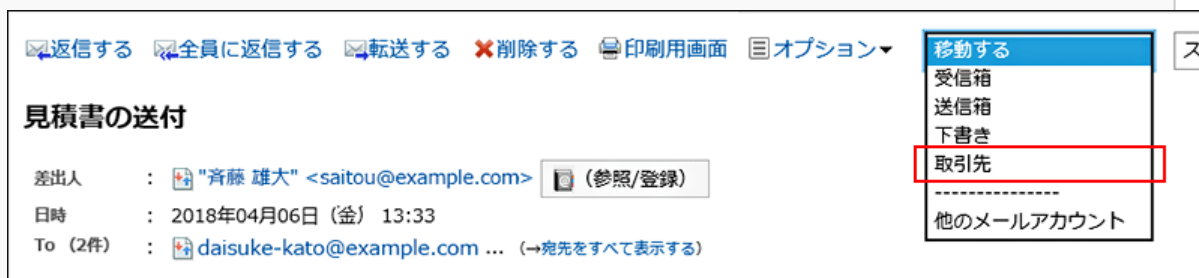 返信する 全員に返信する 転送する 削除する 印刷用画面 オプション▼ 移動する ス
受信箱
送信箱
下書き
取引先
---------------
他のメールアカウント
見積書の送付
差出人 : "斉藤 雄大" <saitou@example.com> (参照/登録)
日時 : 2018年04月06日 (金) 13:33
To (2件) : daisuke-kato@example.com ... (→宛先をすべて表示する)